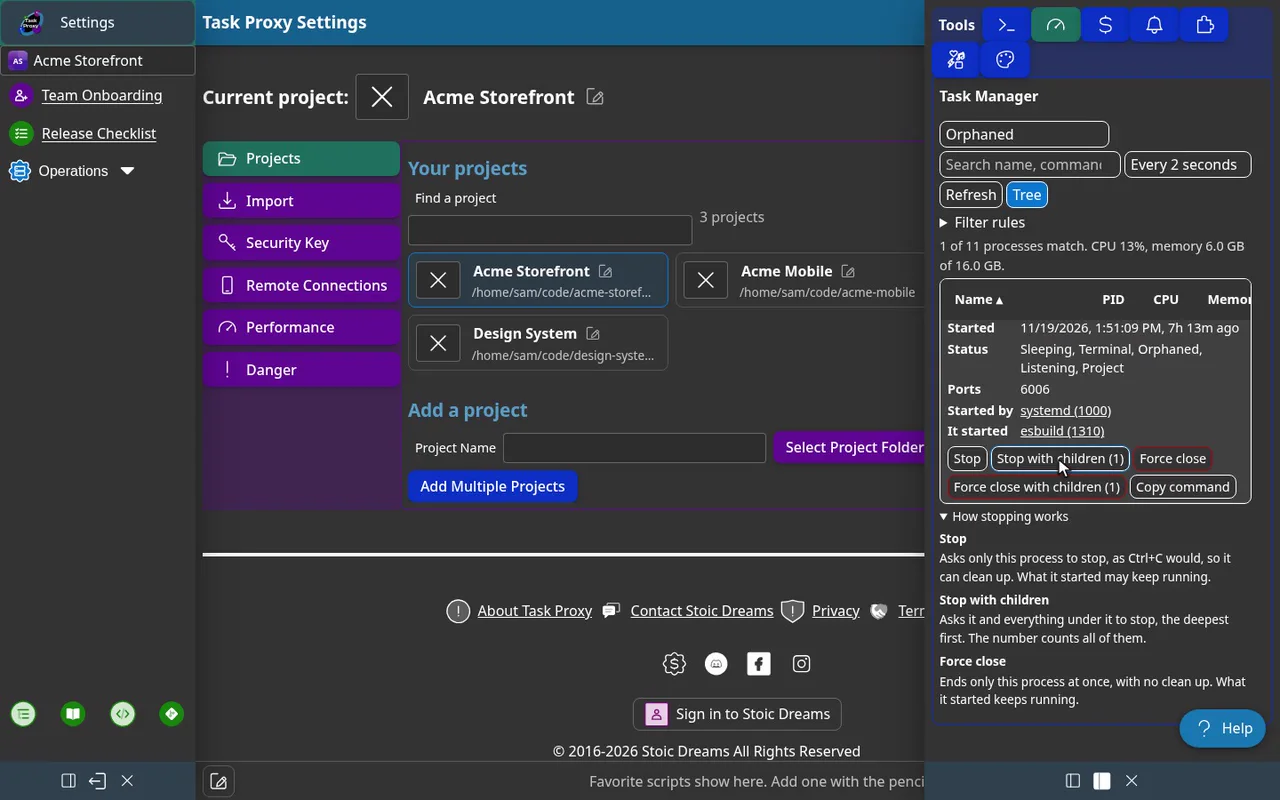 Settings
Task Proxy Settings
Tools
Task Proxy
AS Acme Storefront
Team Onboarding
Release Checklist
Operations
Current project:
Acme Storefront
Projects
Import
Security Key
Remote Connections
Performance
Danger
Your projects
Find a project
3 projects
Acme Storefront
/home/sam/code/acme-storef...
Acme Mobile
/home/sam/code/acme-mobile
Design System
/home/sam/code/design-syste...
Add a project
Project Name
Select Project Folder
Add Multiple Projects
About Task Proxy
Contact Stoic Dreams
Privacy
Terr
Sign in to Stoic Dreams
© 2016-2026 Stoic Dreams All Rights Reserved
Favorite scripts show here. Add one with the penci
Task Manager
Orphaned
Search name, command
Every 2 seconds
Refresh
Tree
Filter rules
1 of 11 processes match. CPU 13%, memory 6.0 GB
of 16.0 GB.
Name ▲ PID CPU Memor
Started 11/19/2026, 1:51:09 PM, 7h 13m ago
Status Sleeping, Terminal, Orphaned,
Listening, Project
Ports 6006
Started by systemd (1000)
It started esbuild (1310)
Stop
Stop with children (1)
Force close
Force close with children (1)
Copy command
How stopping works
Stop
Asks only this process to stop, as Ctrl+C would, so it
can clean up. What it started may keep running.
Stop with children
Asks it and everything under it to stop, the deepest
first. The number counts all of them.
Force close
Ends only this process at once, with no clean up. What
it started keeps running.
Help